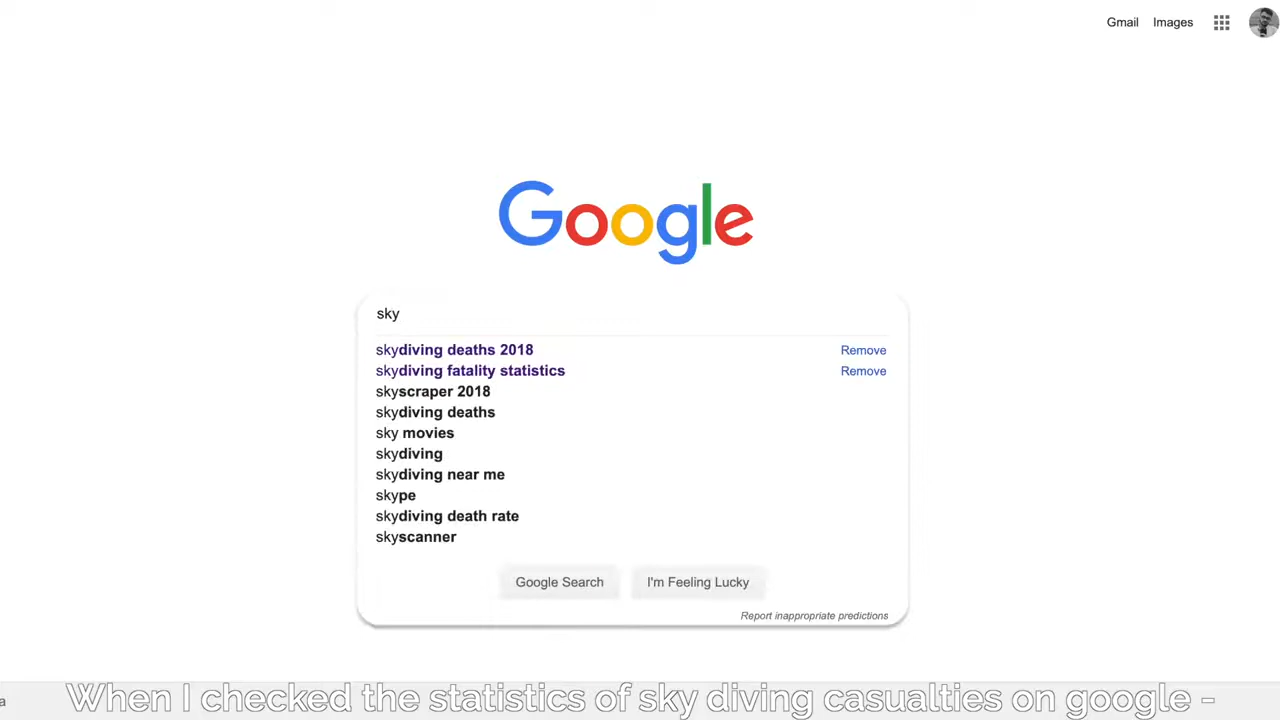 Gmail Images
Google
sky
skydiving deaths 2018 Remove
skydiving fatality statistics Remove
skyscraper 2018
skydiving deaths
sky movies
skydiving
skydiving near me
skype
skydiving death rate
skyscanner
Google Search I'm Feeling Lucky
Report inappropriate predictions
a
When I checked the statistics of sky diving casualties on google -